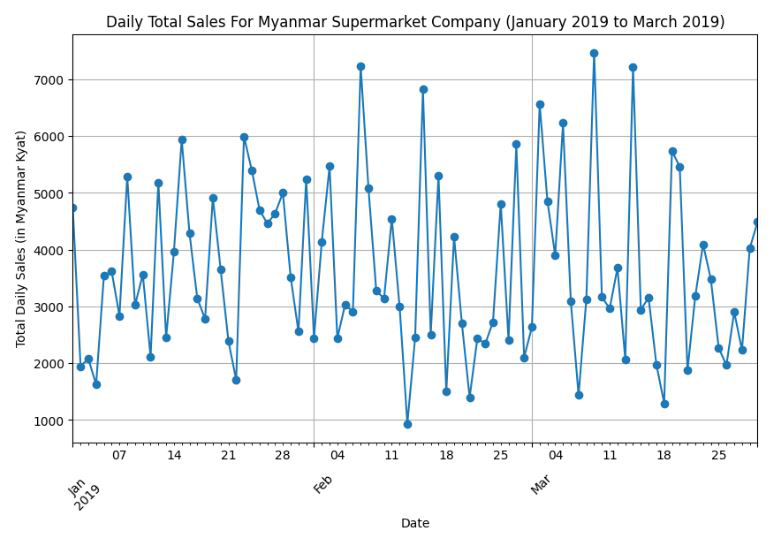 Daily Total Sales For Myanmar Supermarket Company (January 2019 to March 2019)
Total Daily Sales (in Myanmar Kyat)
7000
6000
5000
4000
3000
2000
1000
07 14 21 28 04 11 18 25 04 11 18 25
Jan Feb Mar
2019
Date